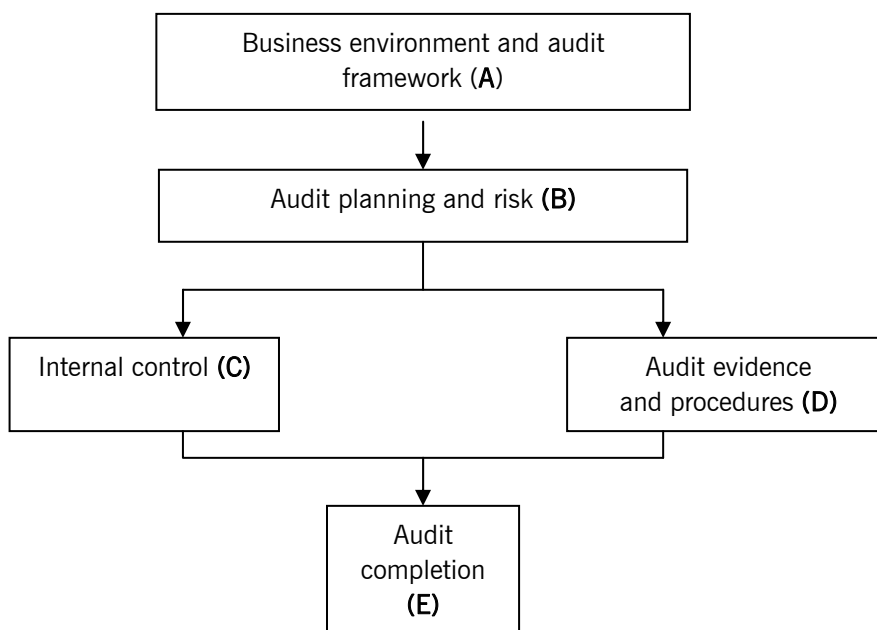 Business environment and audit
framework (A)
Audit planning and risk (B)
Internal control (C)
Audit evidence
and procedures (D)
Audit
completion
(E)